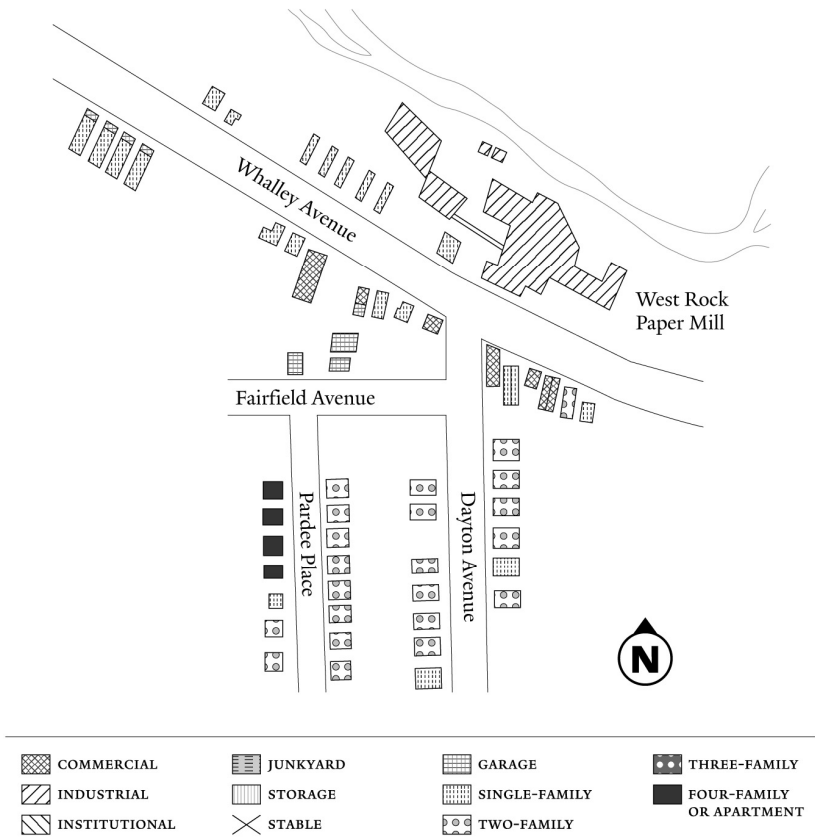 Whalley Avenue
West Rock
Paper Mill
Fairfield Avenue
Pardee Place
Dayton Avenue
N
COMMERCIAL
INDUSTRIAL
INSTITUTIONAL
JUNKYARD
STORAGE
STABLE
GARAGE
SINGLE-FAMILY
TWO-FAMILY
THREE-FAMILY
FOUR-FAMILY
OR APARTMENT